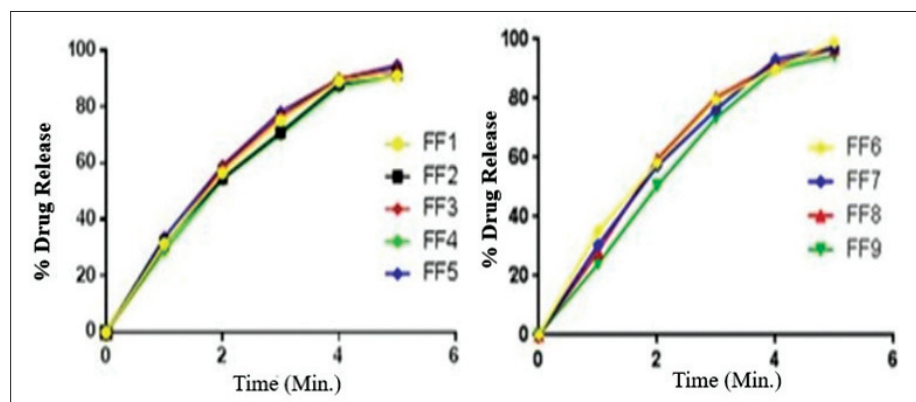 100
80
60
40
20
0
% Drug Release
0 2 4 6
Time (Min.)
FF1
FF2
FF3
FF4
FF5
100
80
60
40
20
0
% Drug Release
0 2 4 6
Time (Min.)
FF6
FF7
FF8
FF9